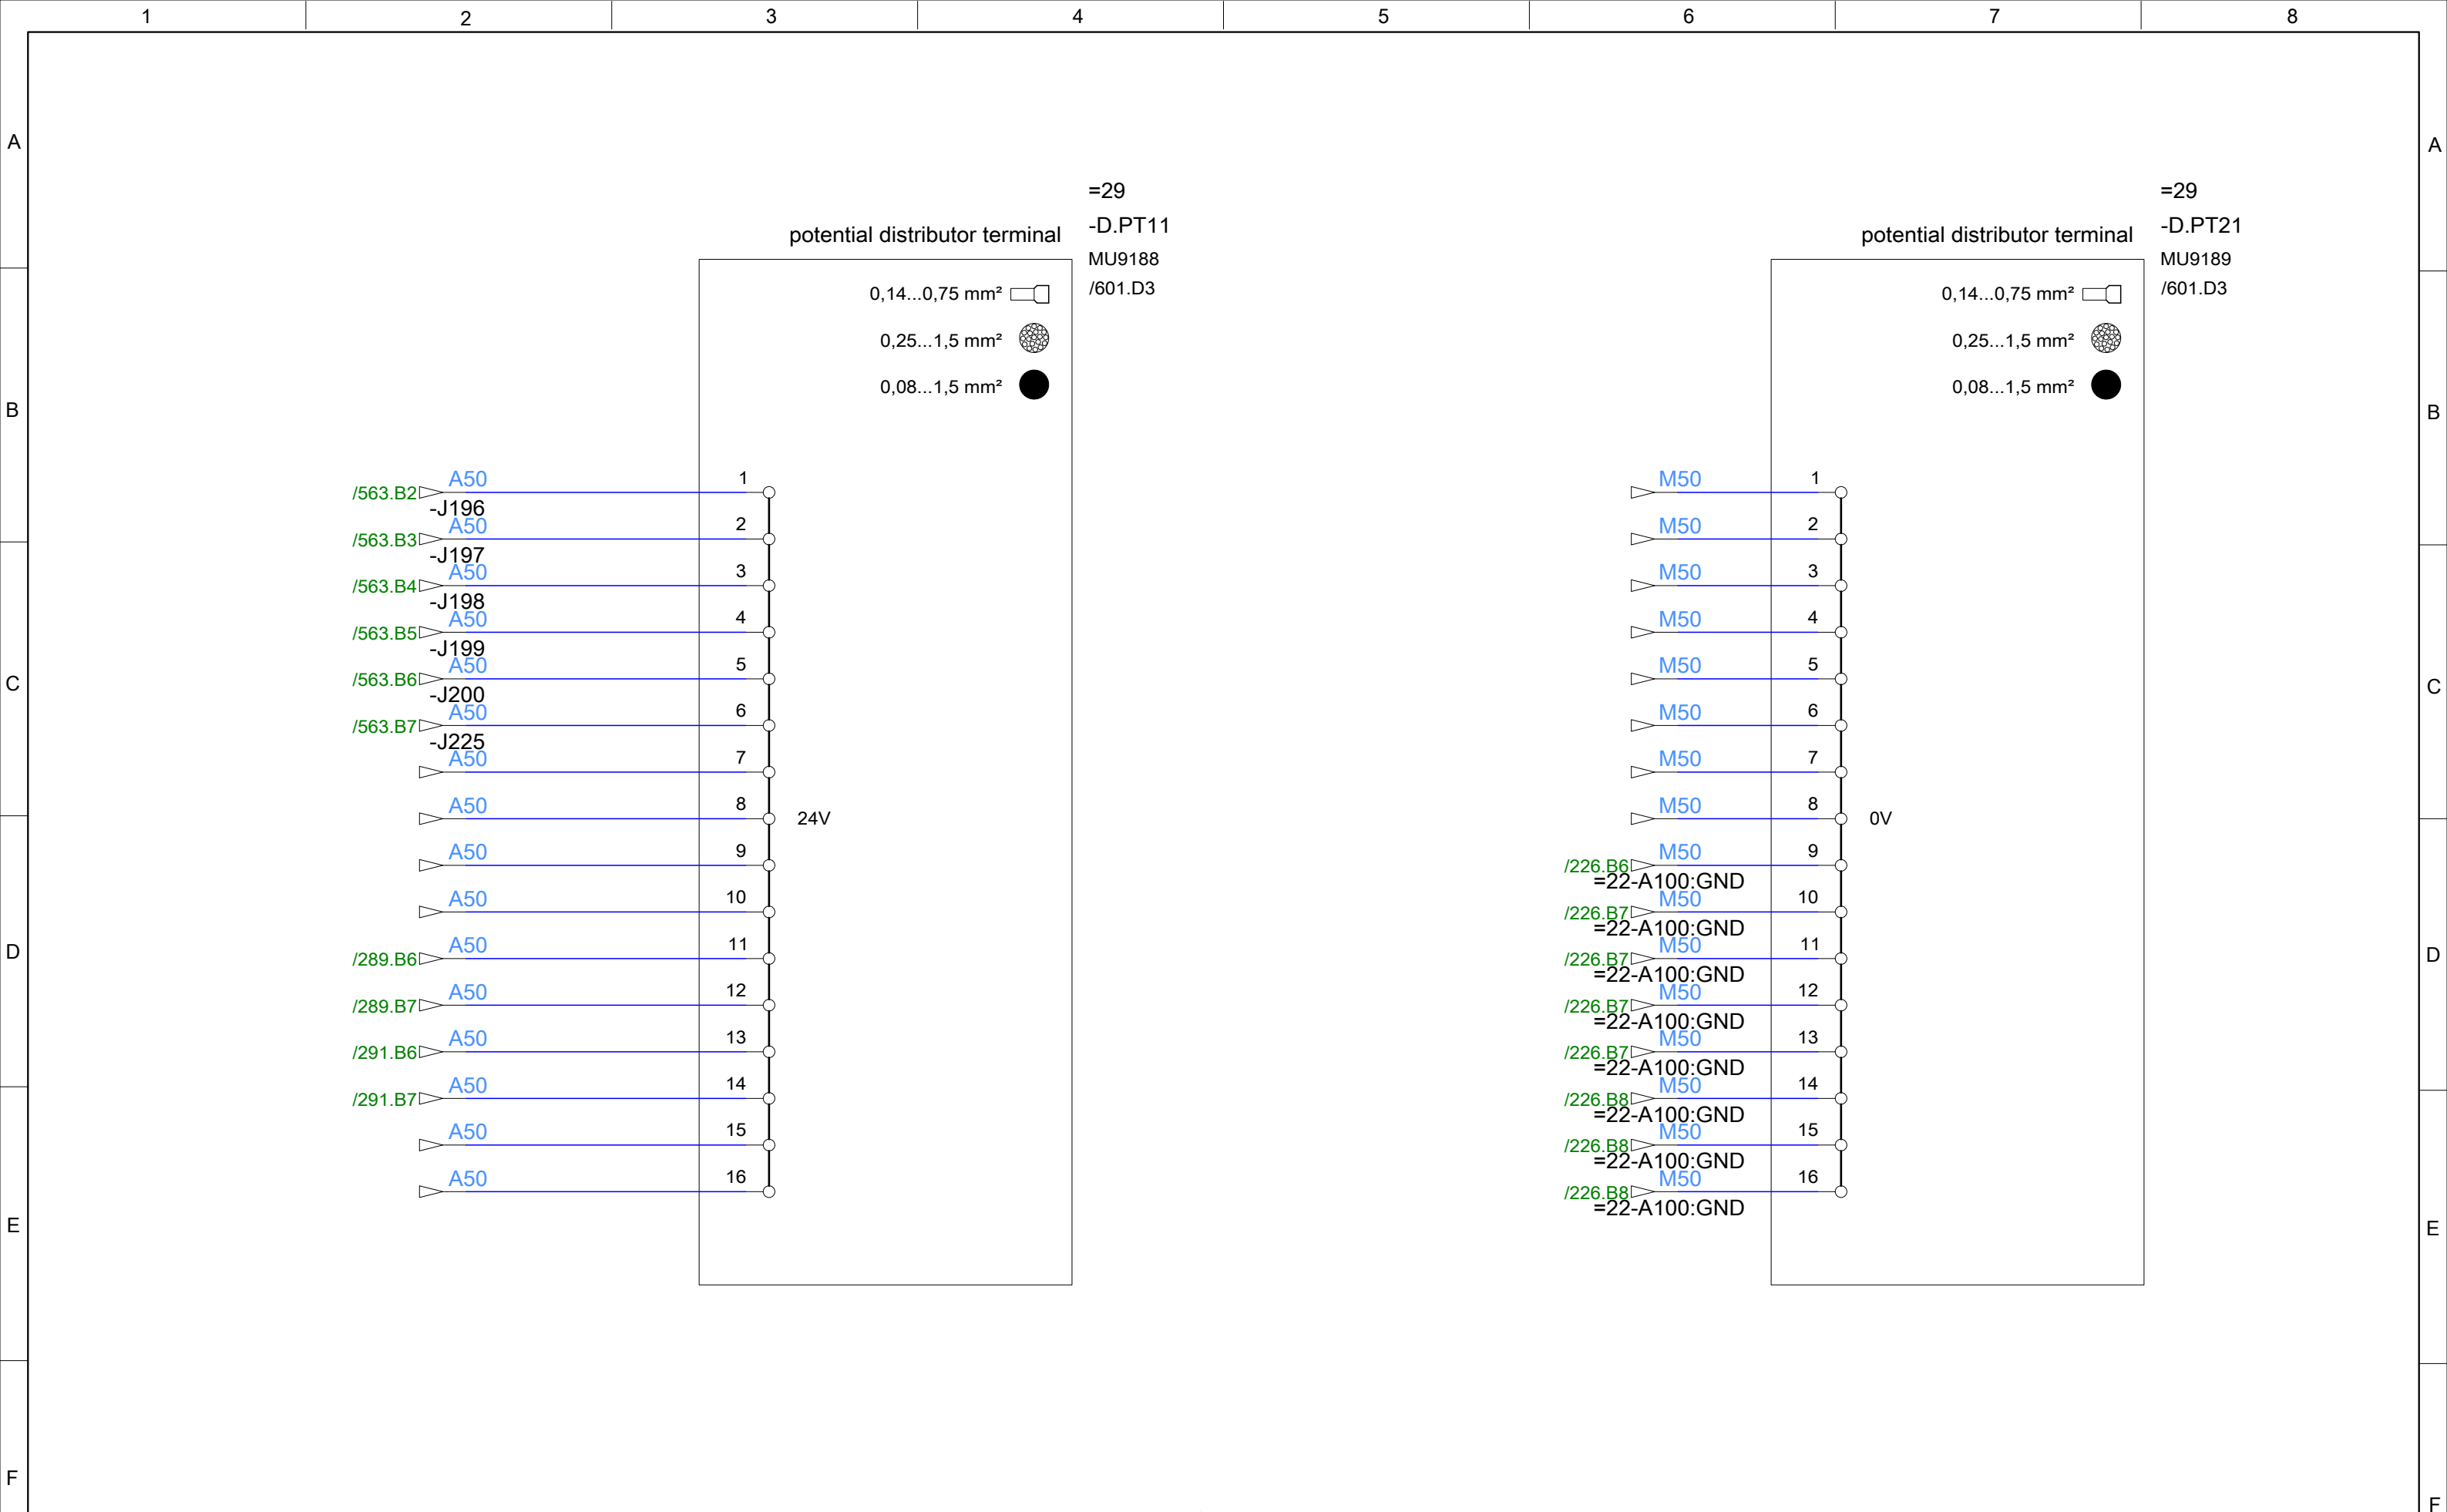 1 2 3 4 5 6 7 8
A A
=29
-D.PT11
potential distributor terminal
MU9188
/601.D3
0,14...0,75 mm²
0,25...1,5 mm²
0,08...1,5 mm²
=29
-D.PT21
potential distributor terminal
MU9189
/601.D3
0,14...0,75 mm²
0,25...1,5 mm²
0,08...1,5 mm²
B B
/563.B2 A50 1
-J196
/563.B3 A50 2
-J197
/563.B4 A50 3
-J198
/563.B5 A50 4
-J199
/563.B6 A50 5
-J200
/563.B7 A50 6
-J225
A50 7
A50 8 24V
A50 9
A50 10
/289.B6 A50 11
/289.B7 A50 12
/291.B6 A50 13
/291.B7 A50 14
A50 15
A50 16
M50 1
M50 2
M50 3
M50 4
M50 5
M50 6
M50 7
M50 8 0V
/226.B6 M50 9
=22-A100:GND
/226.B7 M50 10
=22-A100:GND
/226.B7 M50 11
=22-A100:GND
/226.B7 M50 12
=22-A100:GND
/226.B7 M50 13
=22-A100:GND
/226.B8 M50 14
=22-A100:GND
/226.B8 M50 15
=22-A100:GND
/226.B8 M50 16
=22-A100:GND
C C
D D
E E
F F